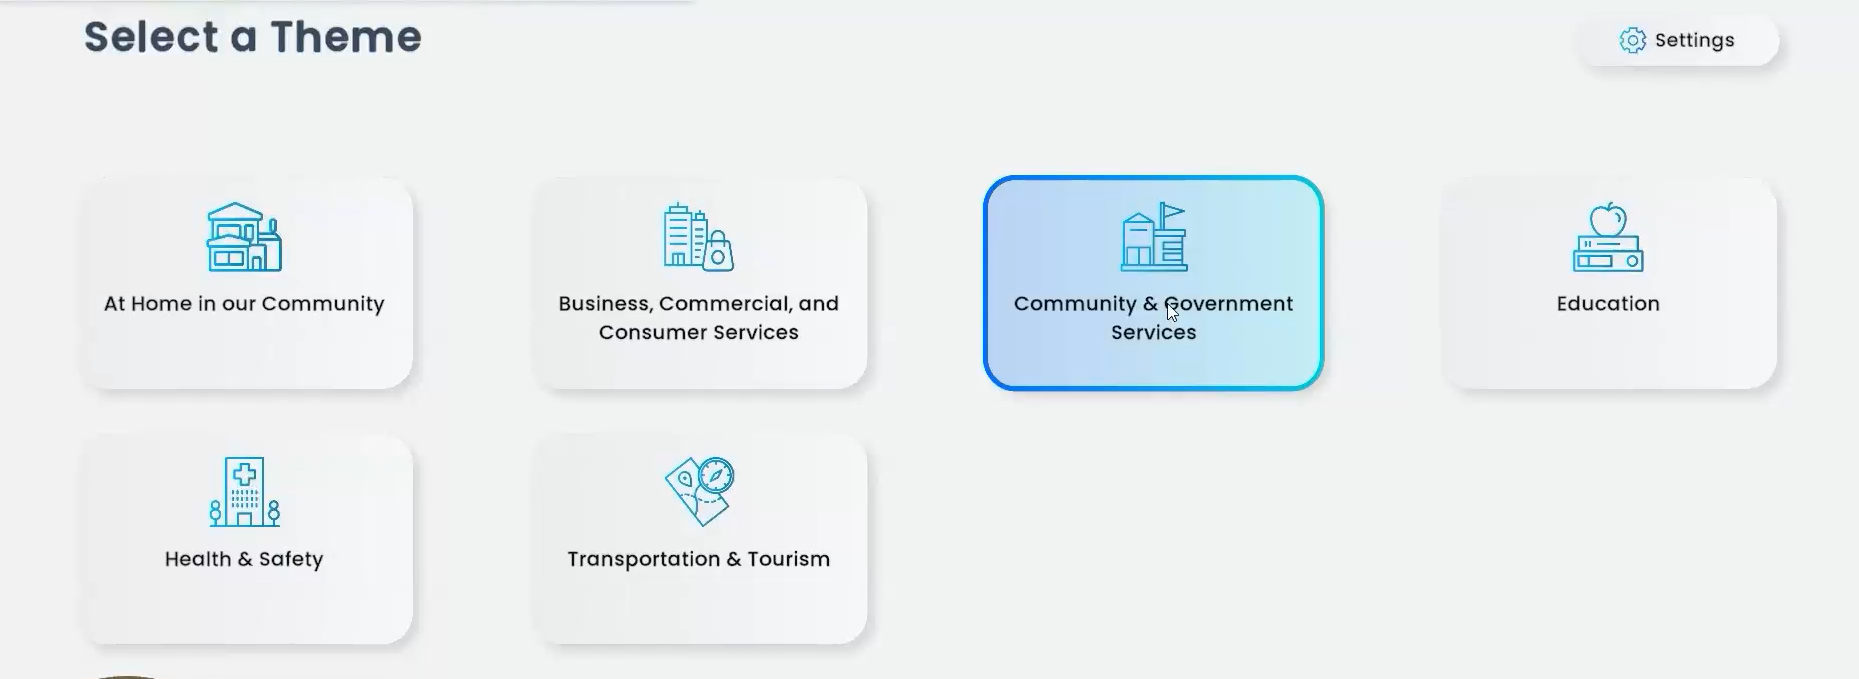 Select a Theme
Settings
At Home in our Community
Business, Commercial, and
Consumer Services
Community & Government
Services
Education
Health & Safety
Transportation & Tourism